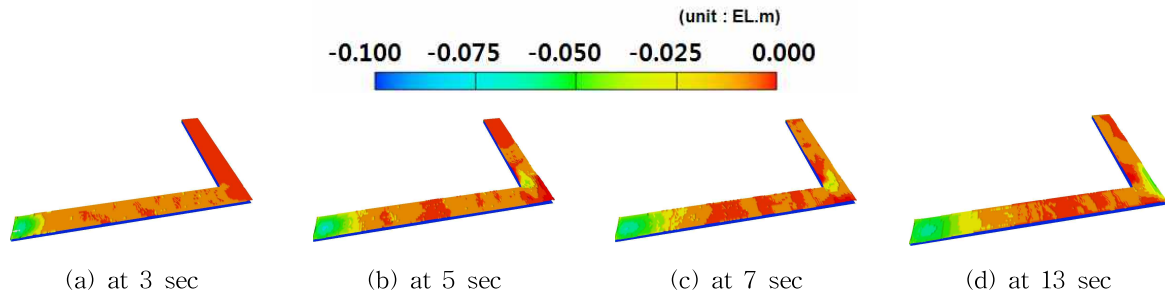 (unit : EL.m)
-0.100 -0.075 -0.050 -0.025 0.000
(a) at 3 sec (b) at 5 sec (c) at 7 sec (d) at 13 sec